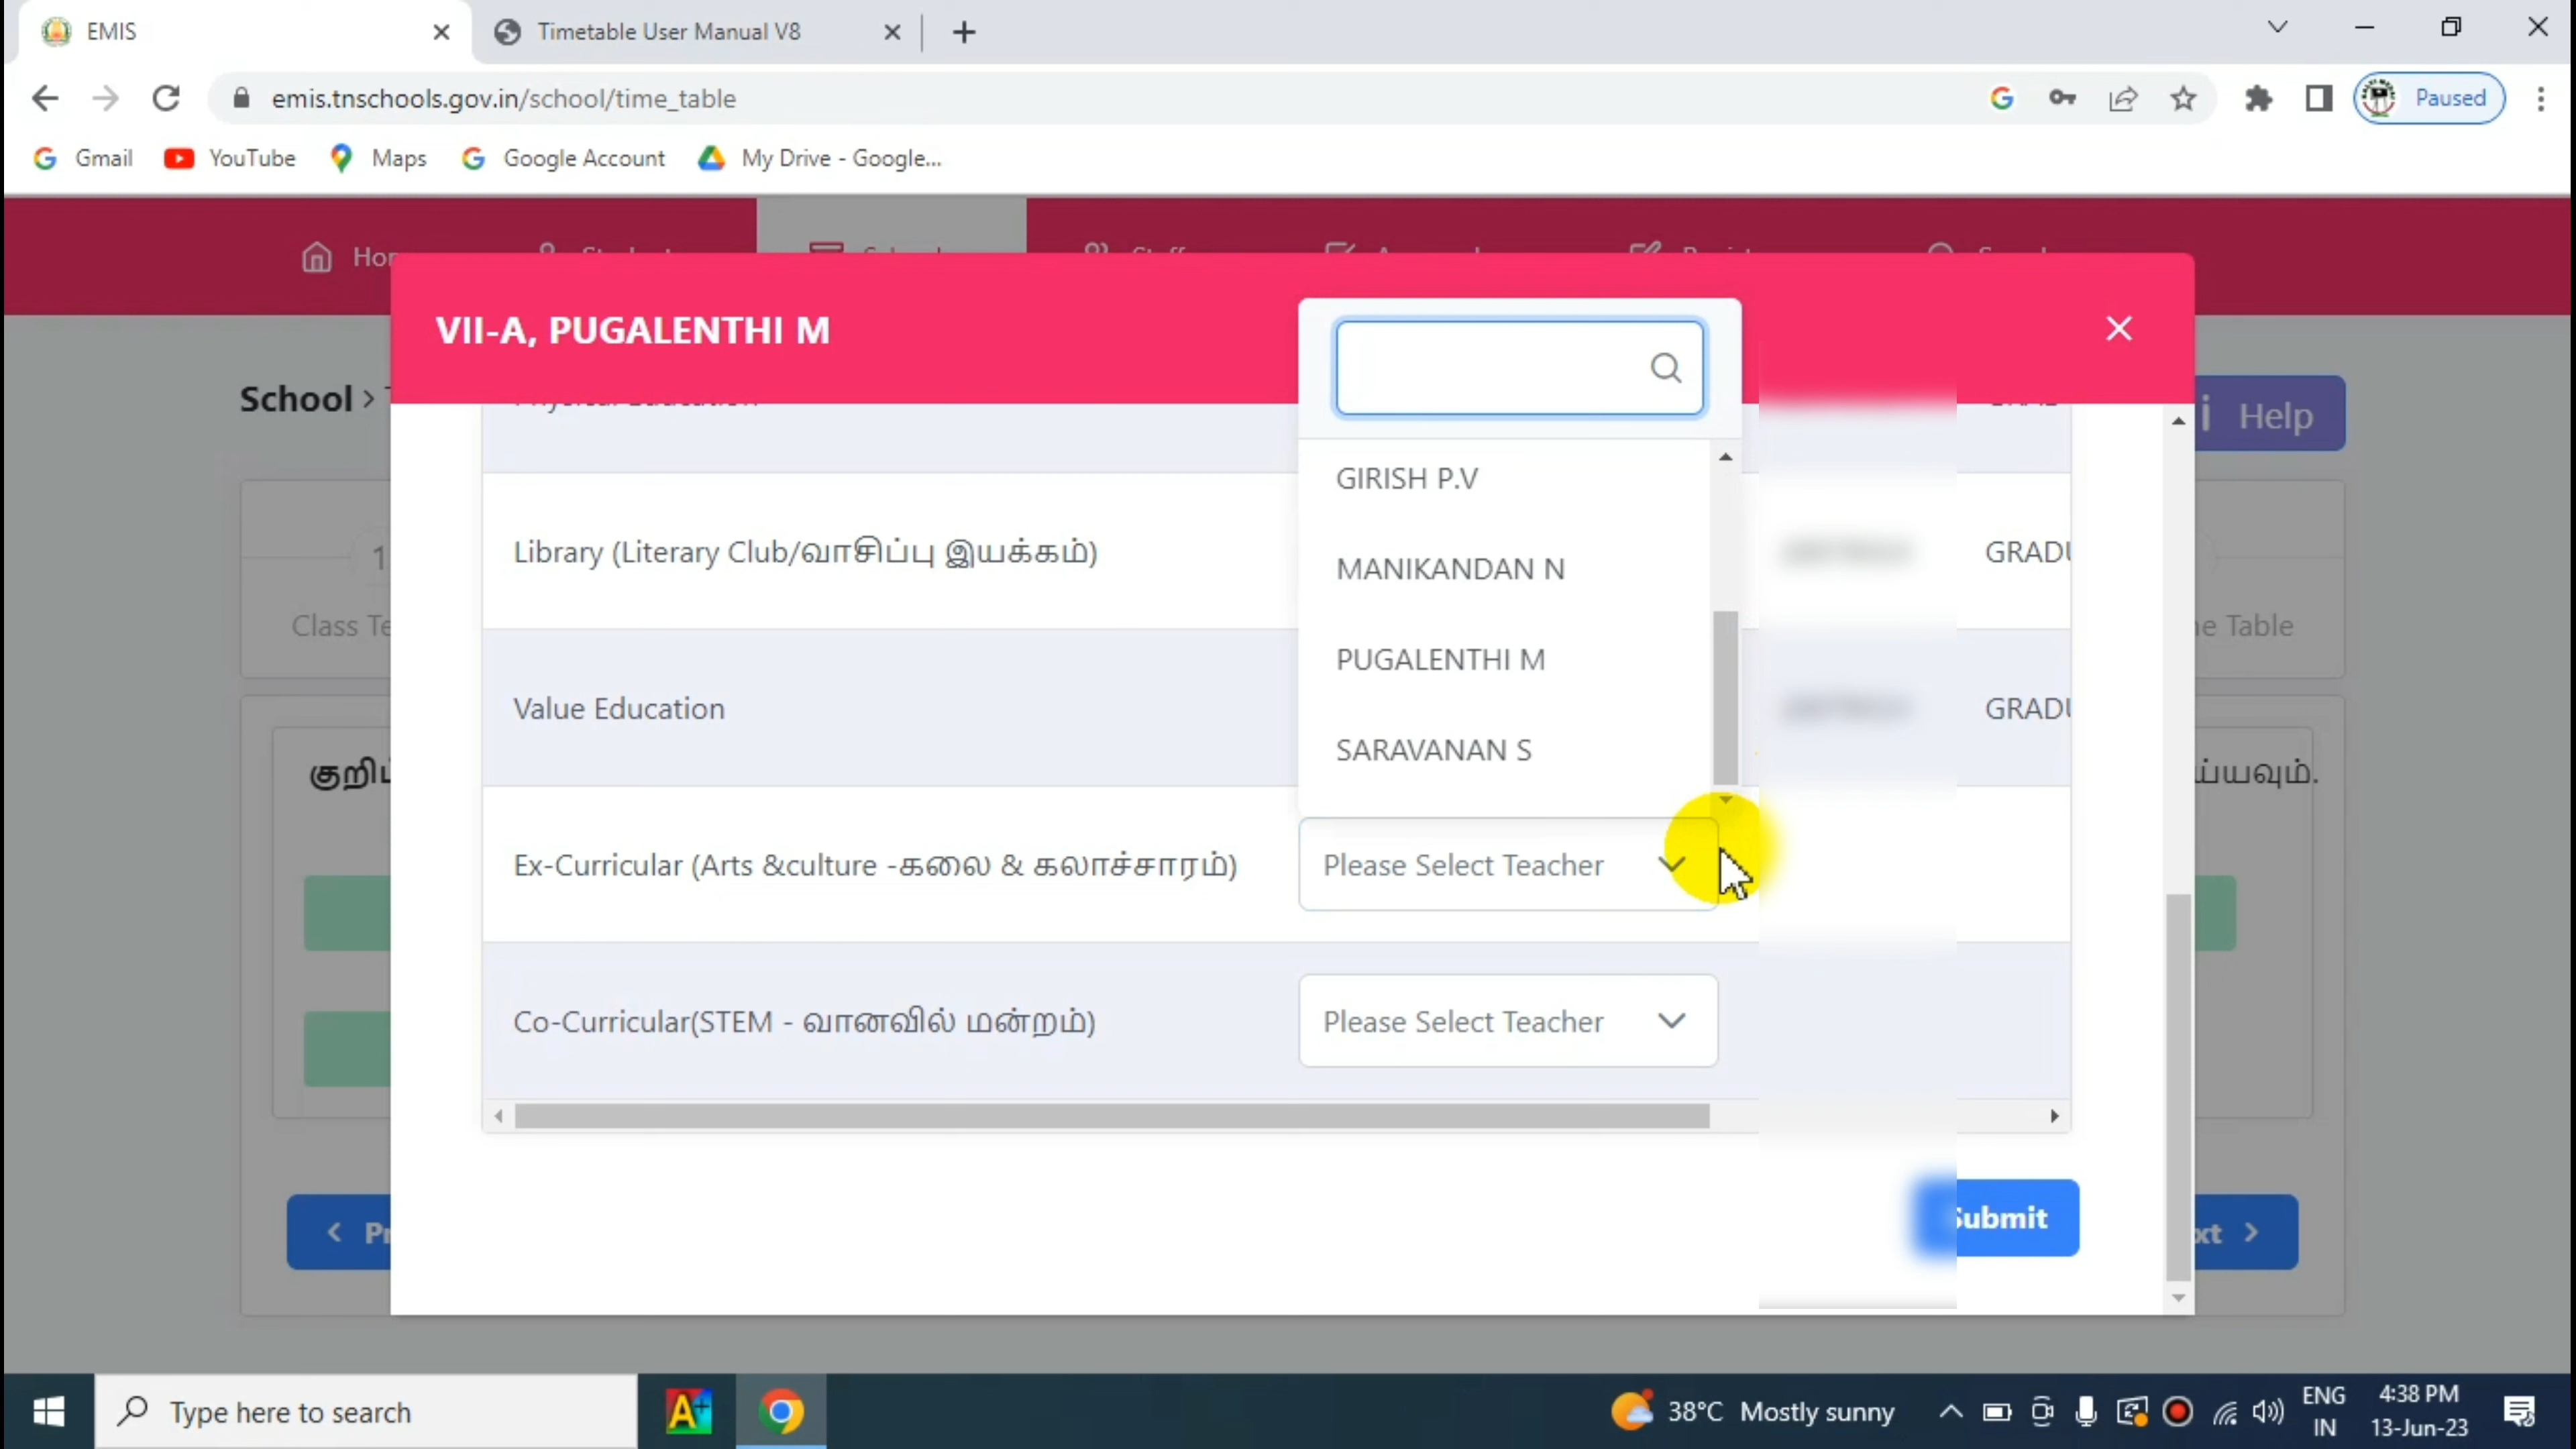 EMIS
Timetable User Manual V8
emis.tnschools.gov.in/school/time_table
Paused
Gmail
YouTube
Maps
Google Account
My Drive - Google...
VII-A, PUGALENTHI M
School >
Help
GIRISH P.V
Library (Literary Club/வாசிப்பு இயக்கம்)
GRADU
MANIKANDAN N
Class Te
e Table
PUGALENTHI M
Value Education
GRADU
SARAVANAN S
ய்யவும்.
Ex-Curricular (Arts &culture -கலை & கலாச்சாரம்)
Please Select Teacher
Co-Curricular(STEM - வானவில் மன்றம்)
Please Select Teacher
Submit
Type here to search
38°C Mostly sunny
ENG
IN
4:38 PM
13-Jun-23